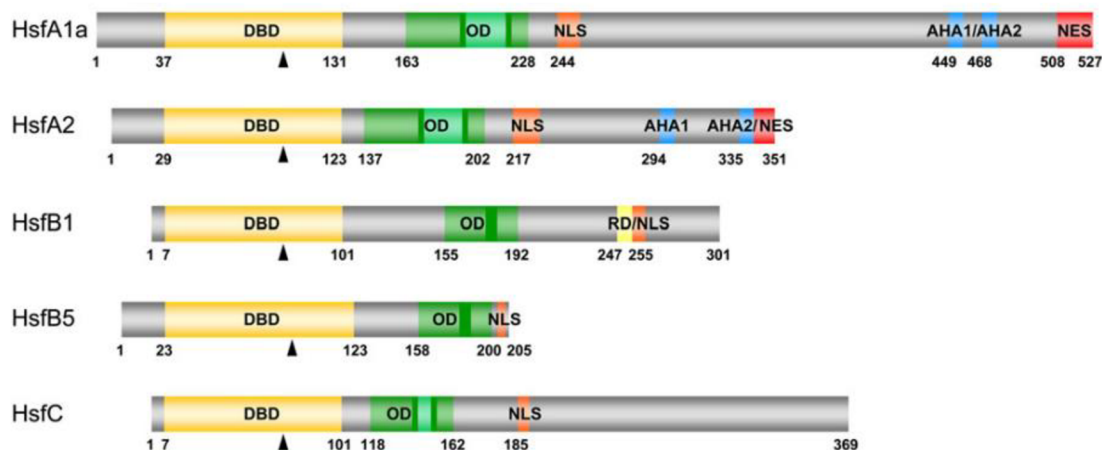 HsfA1a DBD OD NLS AHA1/AHA2 NES
1 37 131 163 228 244 449 468 508 527
HsfA2 DBD OD NLS AHA1 AHA2/NES
1 29 123 137 202 217 294 335 351
HsfB1 DBD OD RD/NLS
1 7 101 155 192 247 255 301
HsfB5 DBD OD NLS
1 23 123 158 200 205
HsfC DBD OD NLS
1 7 101 118 162 185 369